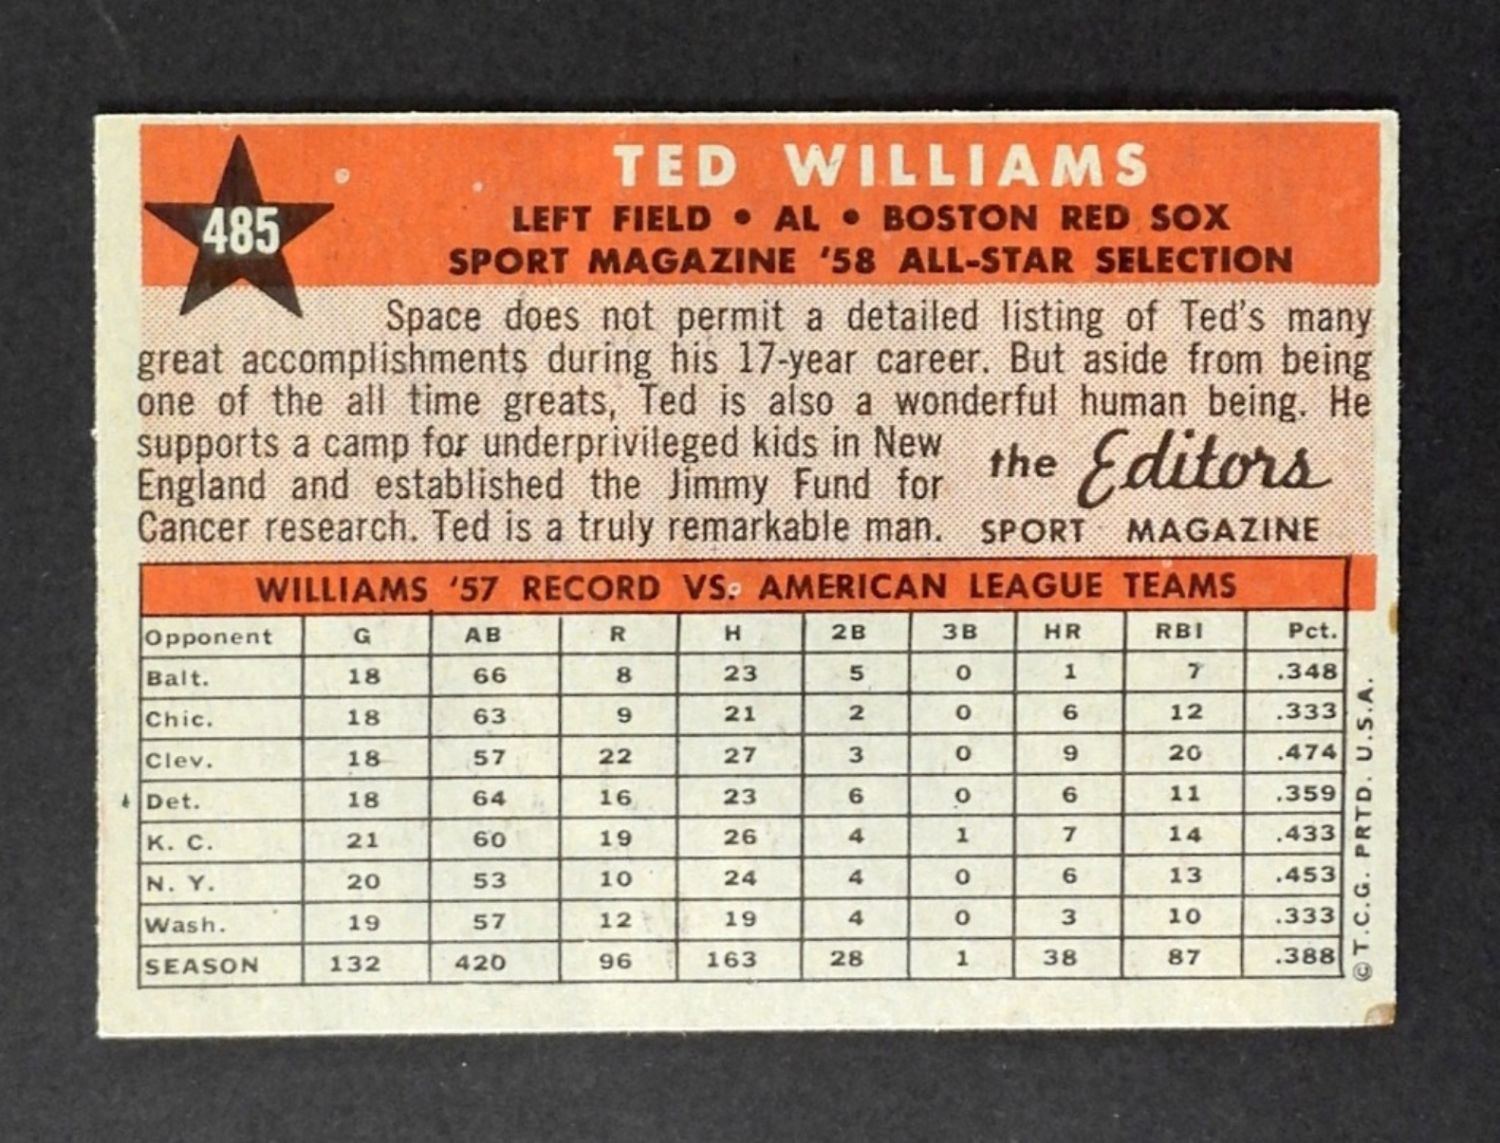 485
TED WILLIAMS
LEFT FIELD • AL • BOSTON RED SOX
SPORT MAGAZINE '58 ALL-STAR SELECTION
Space does not permit a detailed listing of Ted's many
great accomplishments during his 17-year career. But aside from being
one of the all time greats, Ted is also a wonderful human being. He
supports a camp for underprivileged kids in New
England and established the Jimmy Fund for
Cancer research. Ted is a truly remarkable man.
the Editors
SPORT MAGAZINE
WILLIAMS '57 RECORD VS. AMERICAN LEAGUE TEAMS
Opponent G AB R H 2B 3B HR RBI Pct.
Balt. 18 66 8 23 5 0 1 7 .348
Chic. 18 63 9 21 2 0 6 12 .333
Clev. 18 57 22 27 3 0 9 20 .474
Det. 18 64 16 23 6 0 6 11 .359
K. C. 21 60 19 26 4 1 7 14 .433
N. Y. 20 53 10 24 4 0 6 13 .453
Wash. 19 57 12 19 4 0 3 10 .333
SEASON 132 420 96 163 28 1 38 87 .388
© T.C.G. PRTD. U.S.A.